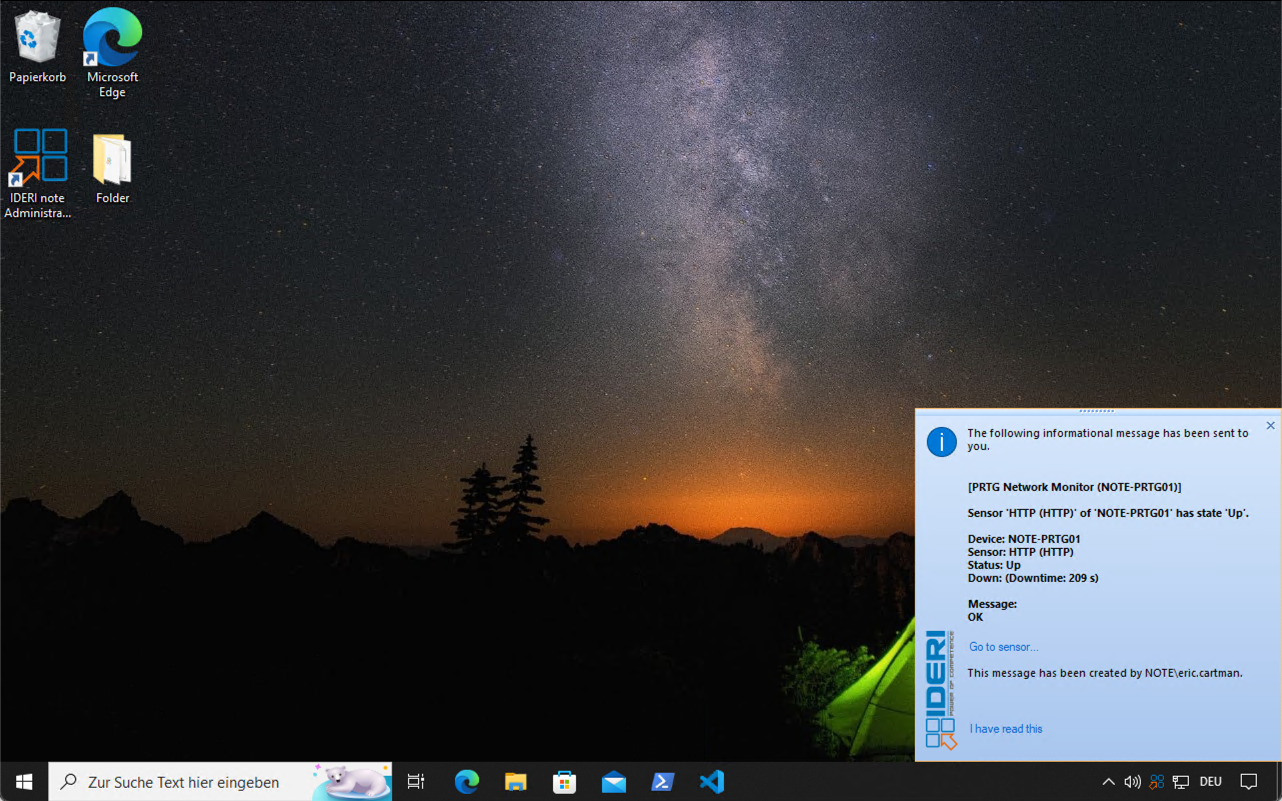 Papierkorb
Microsoft
Edge
IDERI note
Administra...
Folder
The following informational message has been sent to
you.
[PRTG Network Monitor (NOTE-PRTG01)]
Sensor 'HTTP (HTTP)' of 'NOTE-PRTG01' has state 'Up'.
Device: NOTE-PRTG01
Sensor: HTTP (HTTP)
Status: Up
Down: (Downtime: 209 s)
Message:
OK
Go to sensor...
This message has been created by NOTE\eric.cartman.
I have read this
IDERI
POWER OF COMPETENCE
Zur Suche Text hier eingeben
DEU